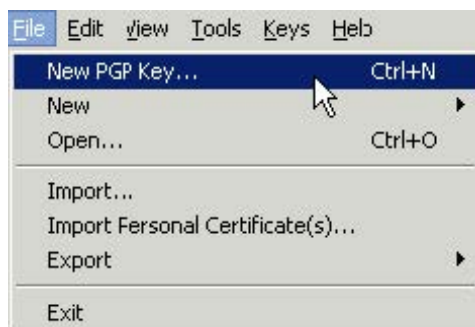 File Edit View Tools Keys Help
New PGP Key... Ctrl+N
New
Open... Ctrl+O
Import...
Import Personal Certificate(s)...
Export
Exit